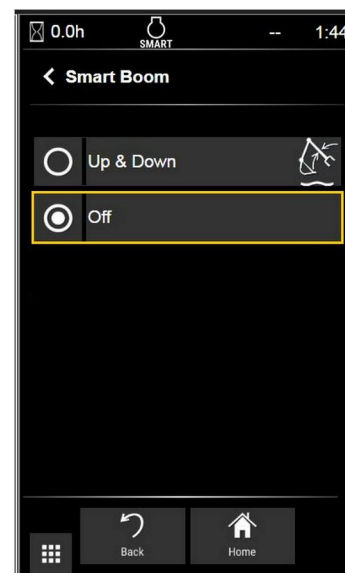 0.0h SMART -- 1:44
Smart Boom
Up & Down
Off
Back Home